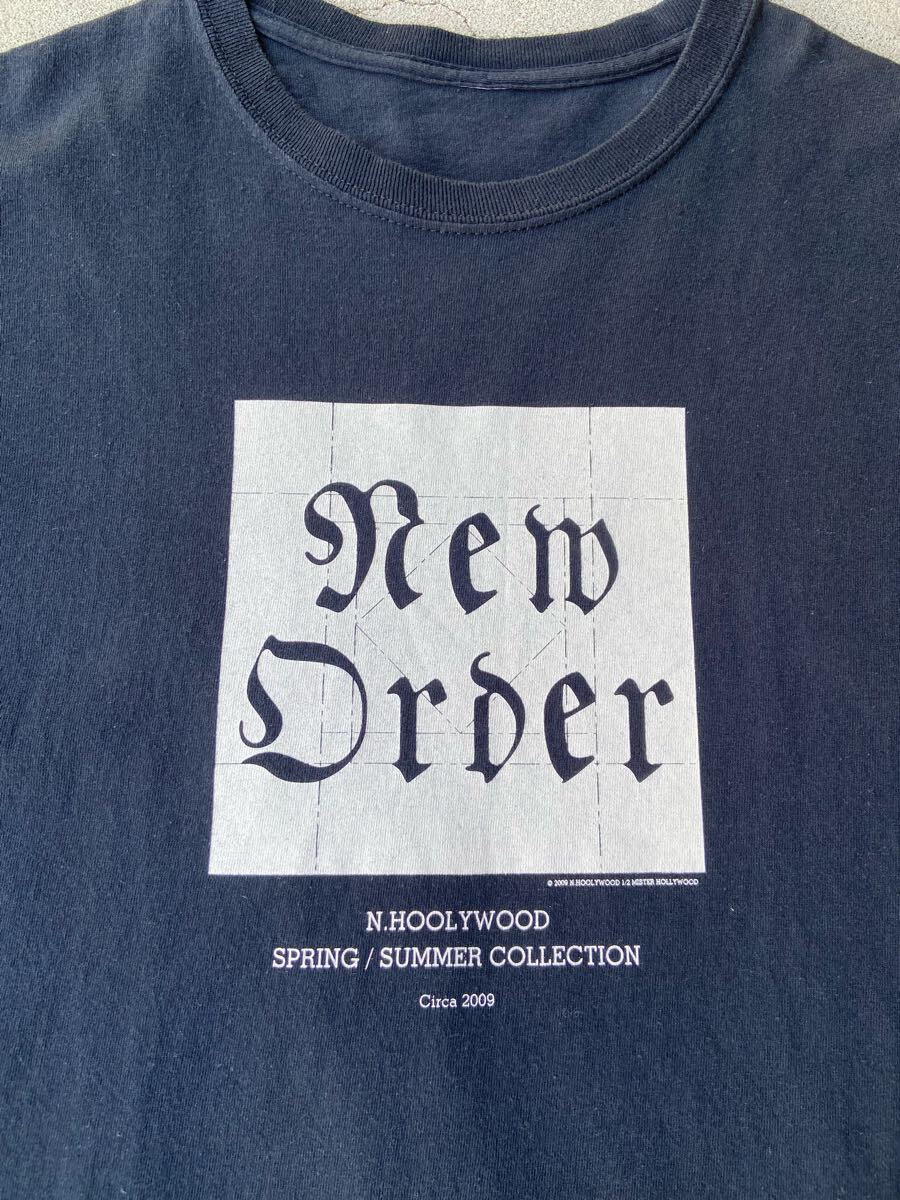 New
Order
© 2009 N.HOOLYWOOD 1/2 MISTER HOLLYWOOD
N.HOOLYWOOD
SPRING / SUMMER COLLECTION
Circa 2009